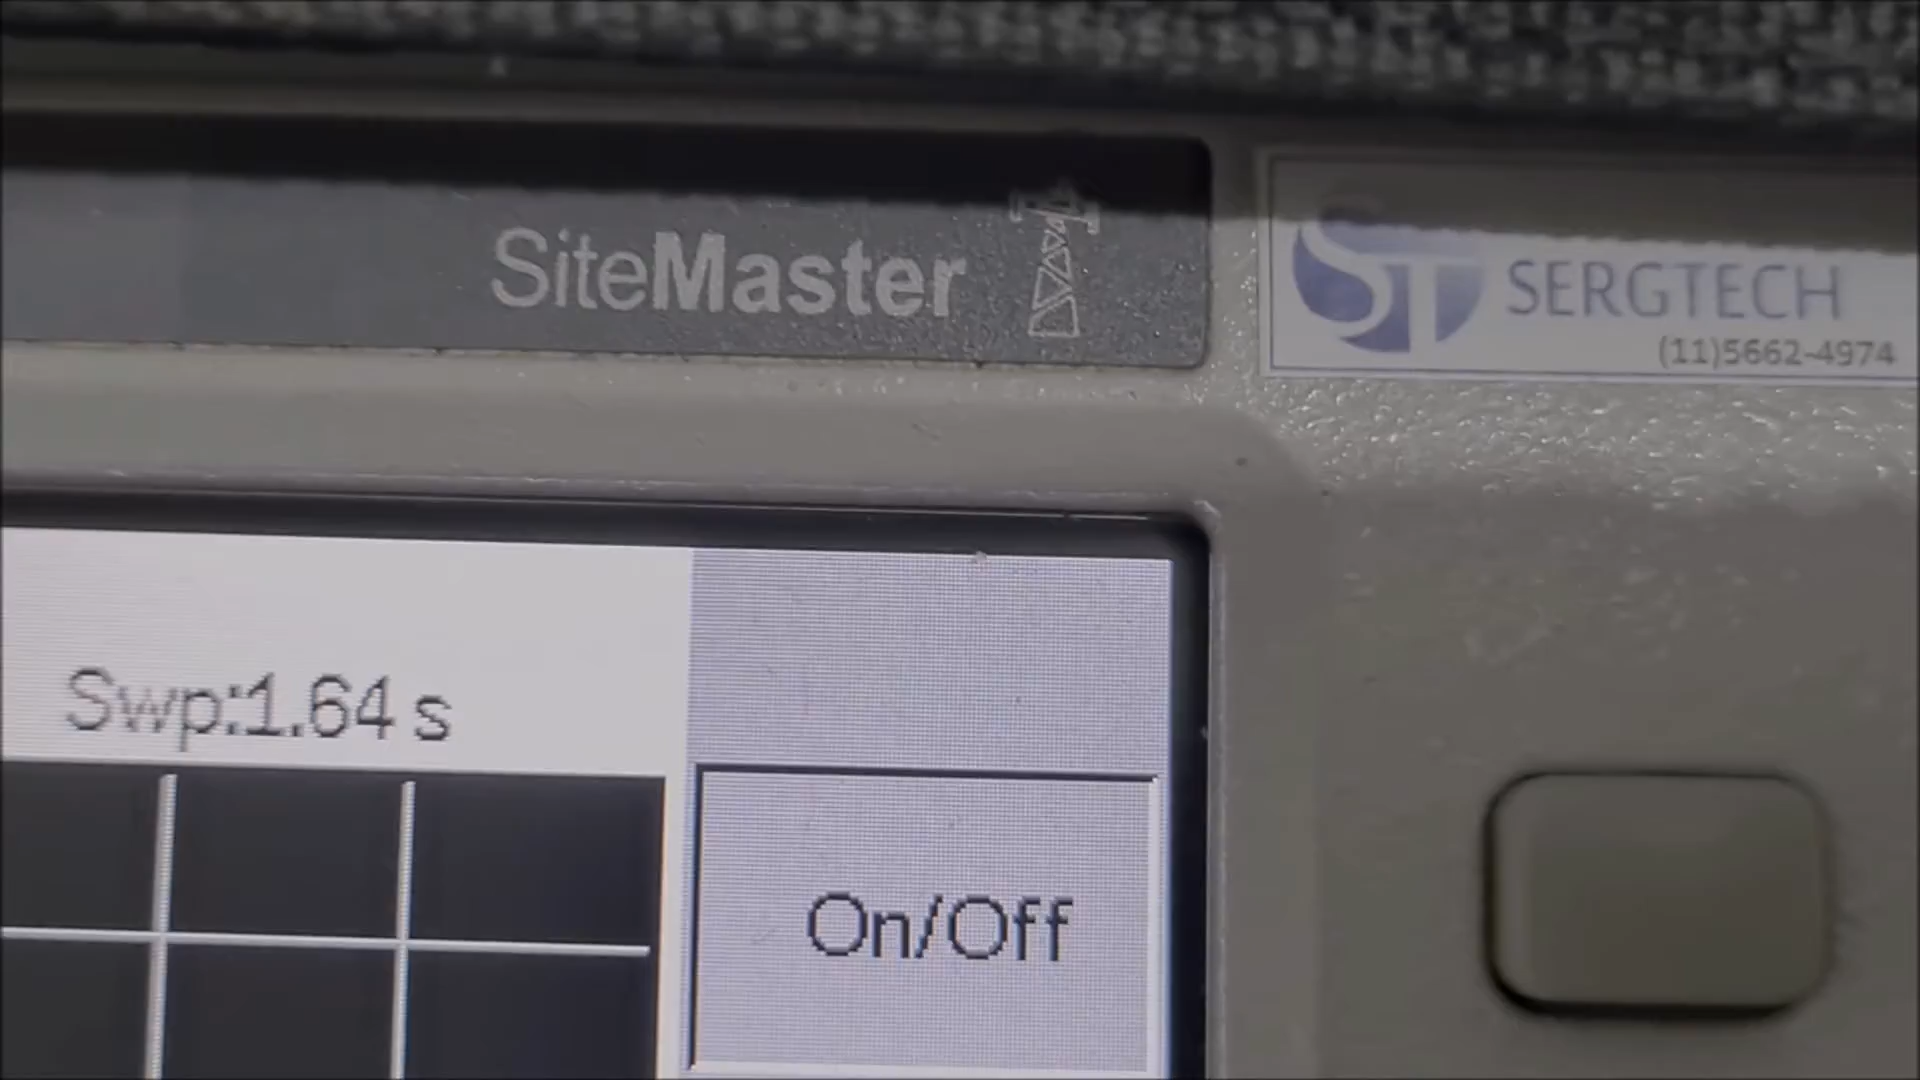 SiteMaster
ST SERGTECH
(11)5662-4974
Swp:1.64 s
On/Off